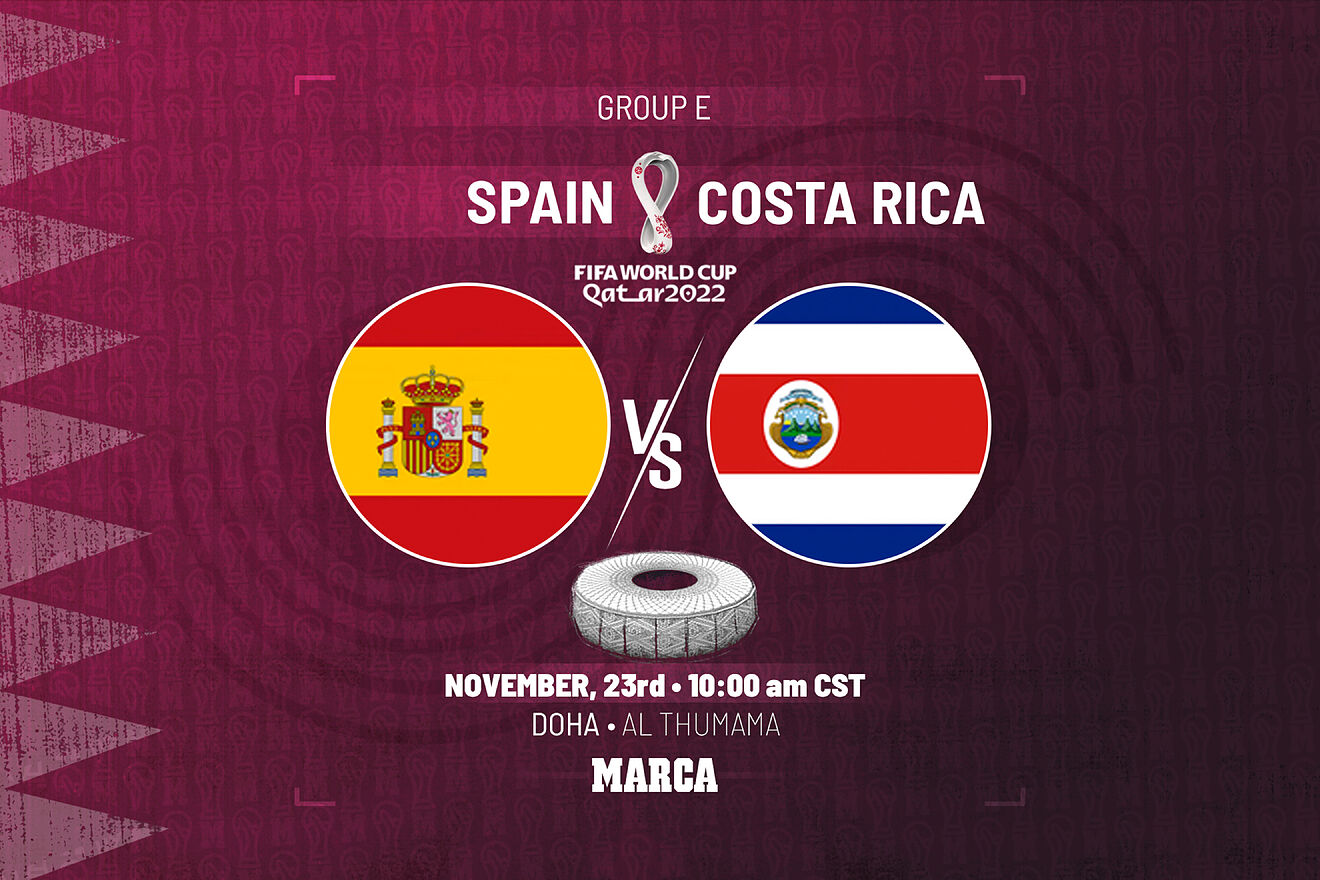 GROUP E
SPAIN COSTA RICA
FIFA WORLD CUP
Qatar2022
VS
NOVEMBER, 23rd • 10:00 am CST
DOHA • AL THUMAMA
MARCA